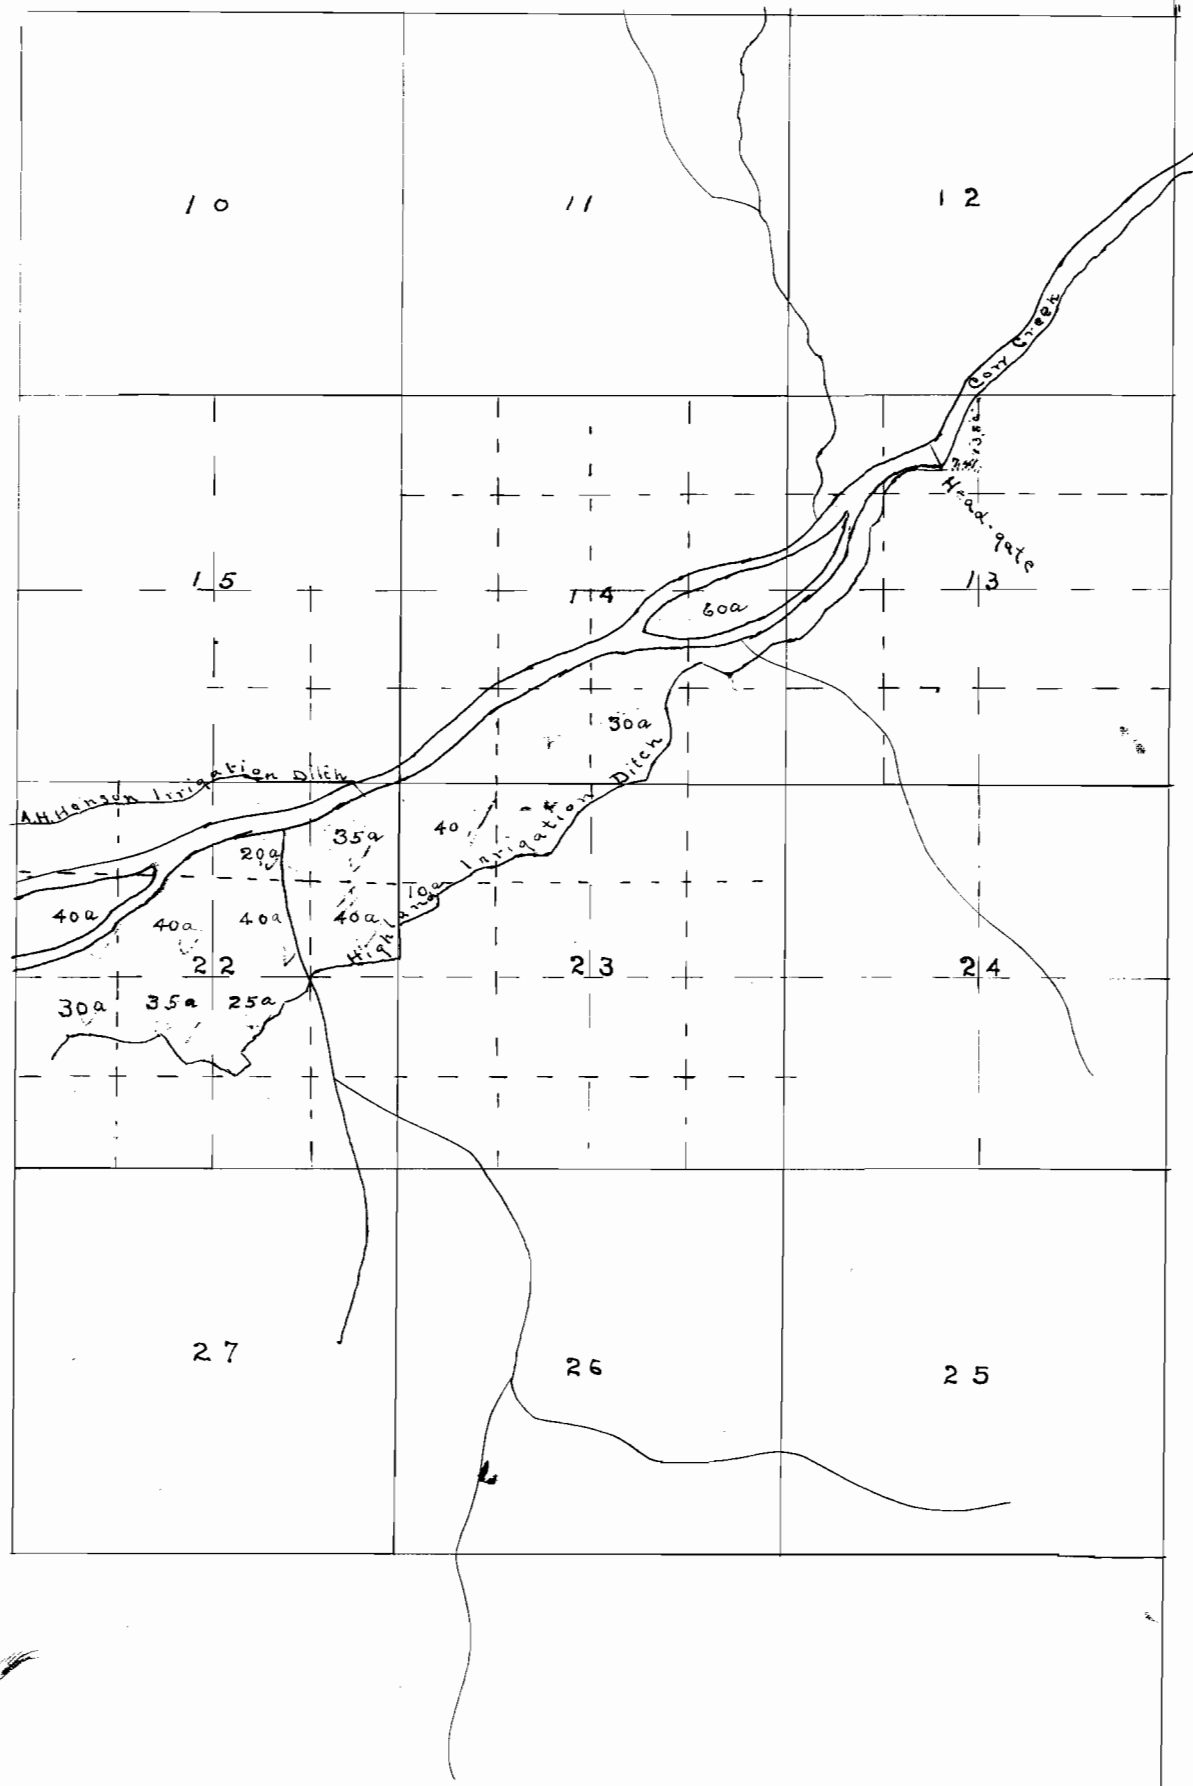 10
11
12
Corr Creek
Head-gate
15
14
13
60a
30a
A.H.Hanson Irrigation Ditch
Highland Irrigation Ditch
35a
40
20a
10a
40a
40a
40a
40a
22
23
24
30a
35a
25a
27
26
25